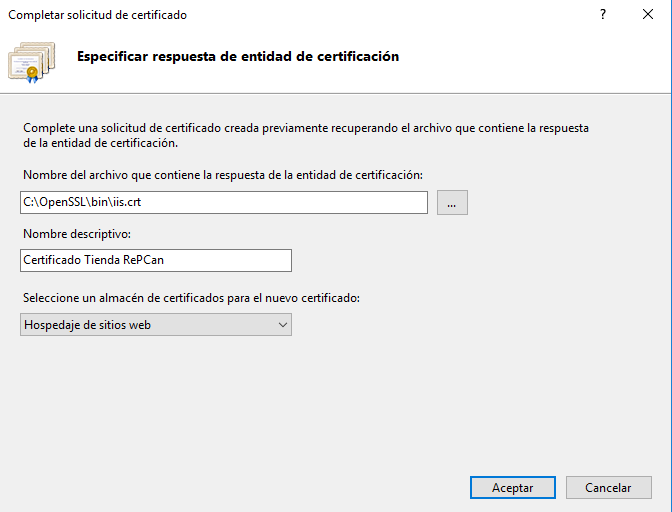 Completar solicitud de certificado
?
Especificar respuesta de entidad de certificación
Complete una solicitud de certificado creada previamente recuperando el archivo que contiene la respuesta
de la entidad de certificación.
Nombre del archivo que contiene la respuesta de la entidad de certificación:
C:\OpenSSL\bin\iis.crt
...
Nombre descriptivo:
Certificado Tienda RePCan
Seleccione un almacén de certificados para el nuevo certificado:
Hospedaje de sitios web
Aceptar
Cancelar